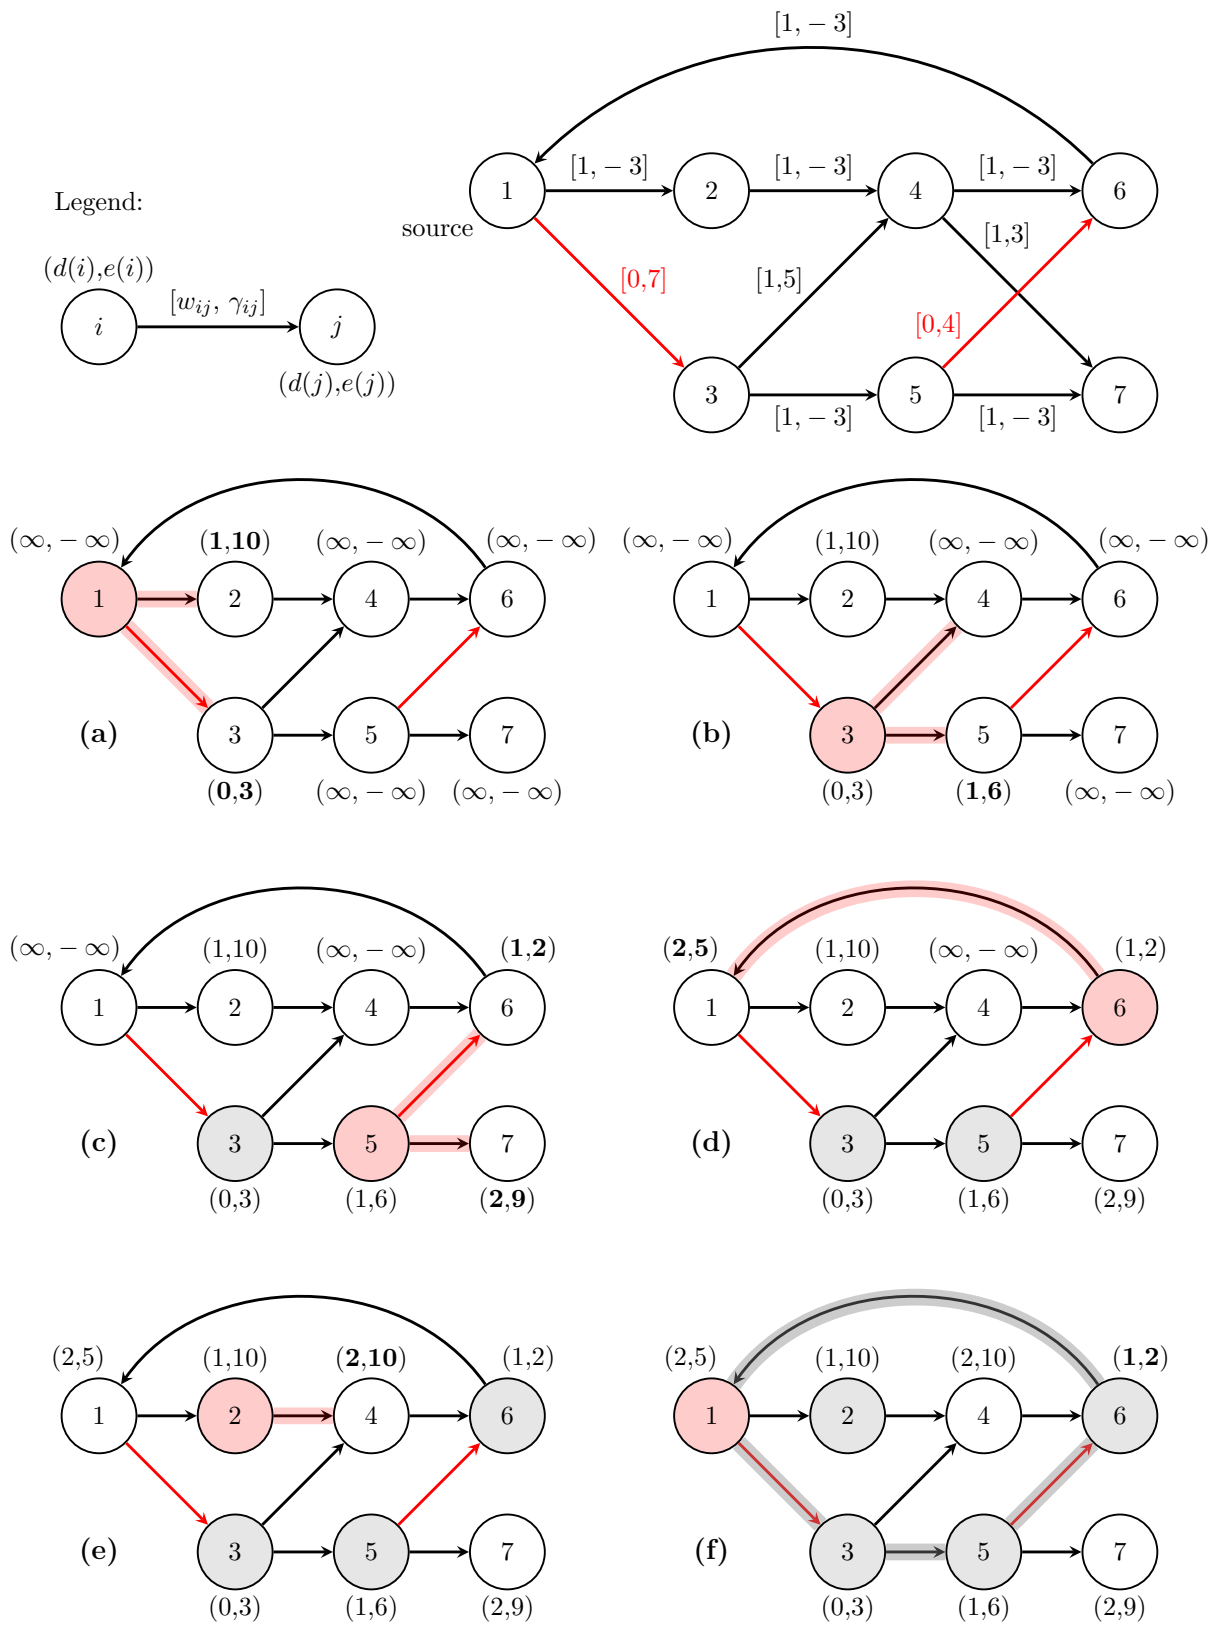 [1, − 3]
[1, − 3] [1, − 3] [1, − 3]
1 2 4 6
Legend:
source
[1,3]
(d(i),e(i))
[0,7] [1,5]
[w_ij, γ_ij]
i j
[0,4]
(d(j),e(j))
3 5 7
[1, − 3] [1, − 3]
(∞, − ∞) (1,10) (∞, − ∞) (∞, − ∞)
1 2 4 6
(a) 3 5 7
(0,3) (∞, − ∞) (∞, − ∞)
(∞, − ∞) (1,10) (∞, − ∞) (∞, − ∞)
1 2 4 6
(b) 3 5 7
(0,3) (1,6) (∞, − ∞)
(∞, − ∞) (1,10) (∞, − ∞) (1,2)
1 2 4 6
(c) 3 5 7
(0,3) (1,6) (2,9)
(2,5) (1,10) (∞, − ∞) (1,2)
1 2 4 6
(d) 3 5 7
(0,3) (1,6) (2,9)
(2,5) (1,10) (2,10) (1,2)
1 2 4 6
(e) 3 5 7
(0,3) (1,6) (2,9)
(2,5) (1,10) (2,10) (1,2)
1 2 4 6
(f) 3 5 7
(0,3) (1,6) (2,9)